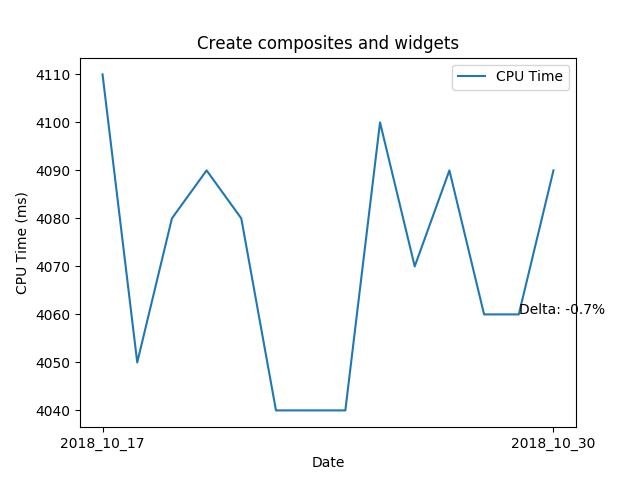 Create composites and widgets
CPU Time
4110
4100
4090
4080
4070
4060
4050
4040
CPU Time (ms)
Delta: -0.7%
2018_10_17
2018_10_30
Date